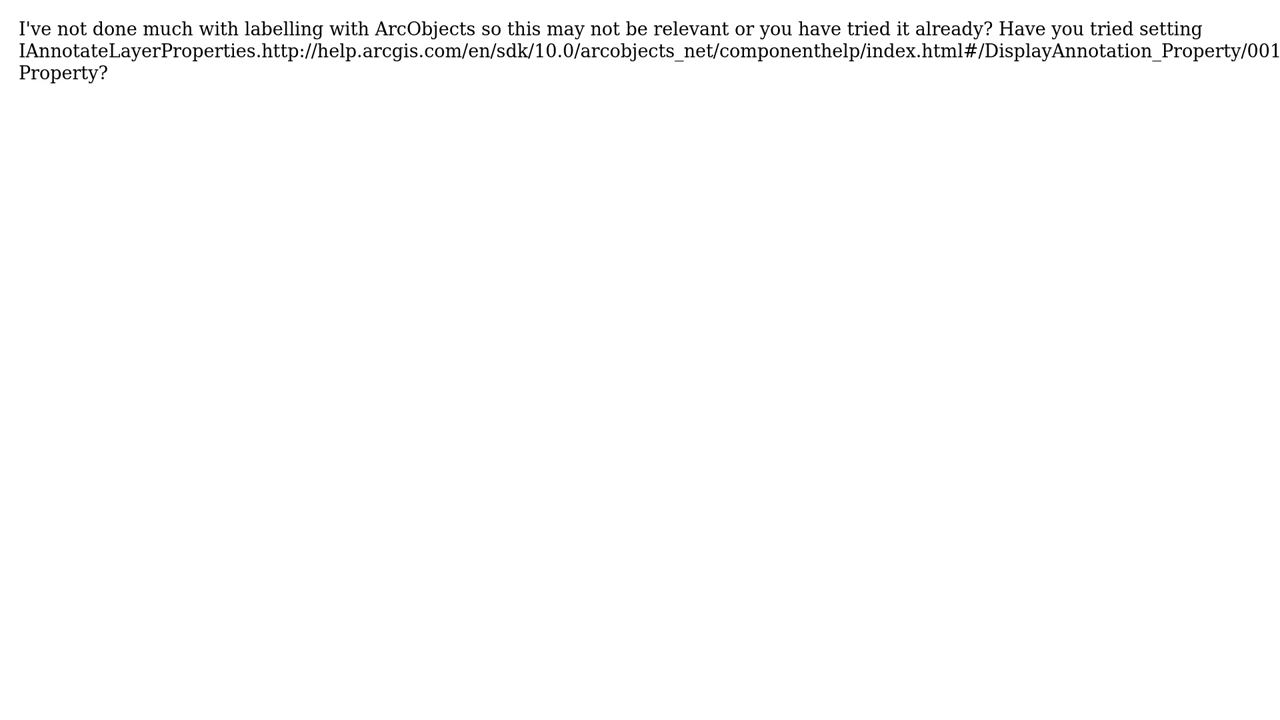 I've not done much with labelling with ArcObjects so this may not be relevant or you have tried it already? Have you tried setting
IAnnotateLayerProperties.http://help.arcgis.com/en/sdk/10.0/arcobjects_net/componenthelp/index.html#/DisplayAnnotation_Property/001
Property?